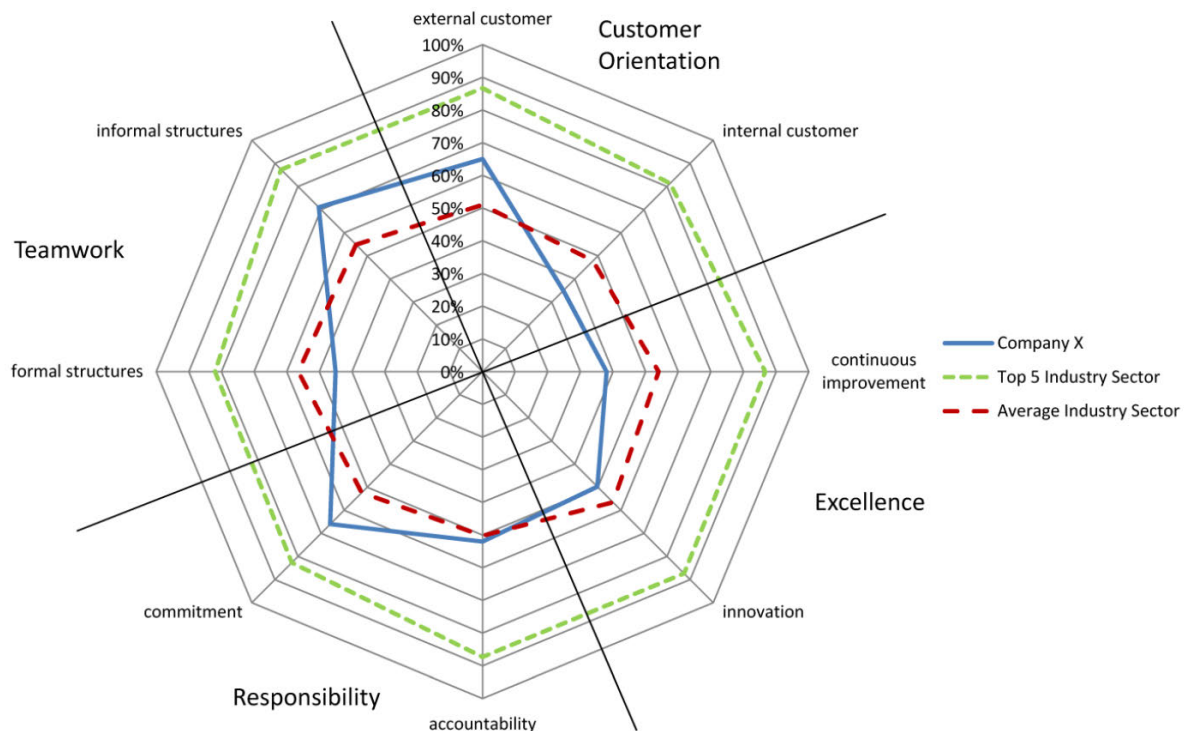 external customer
Customer
Orientation
100%
90%
80%
70%
60%
50%
40%
30%
20%
10%
0%
informal structures
internal customer
Teamwork
formal structures
continuous
improvement
Company X
Top 5 Industry Sector
Average Industry Sector
Excellence
commitment
innovation
Responsibility
accountability